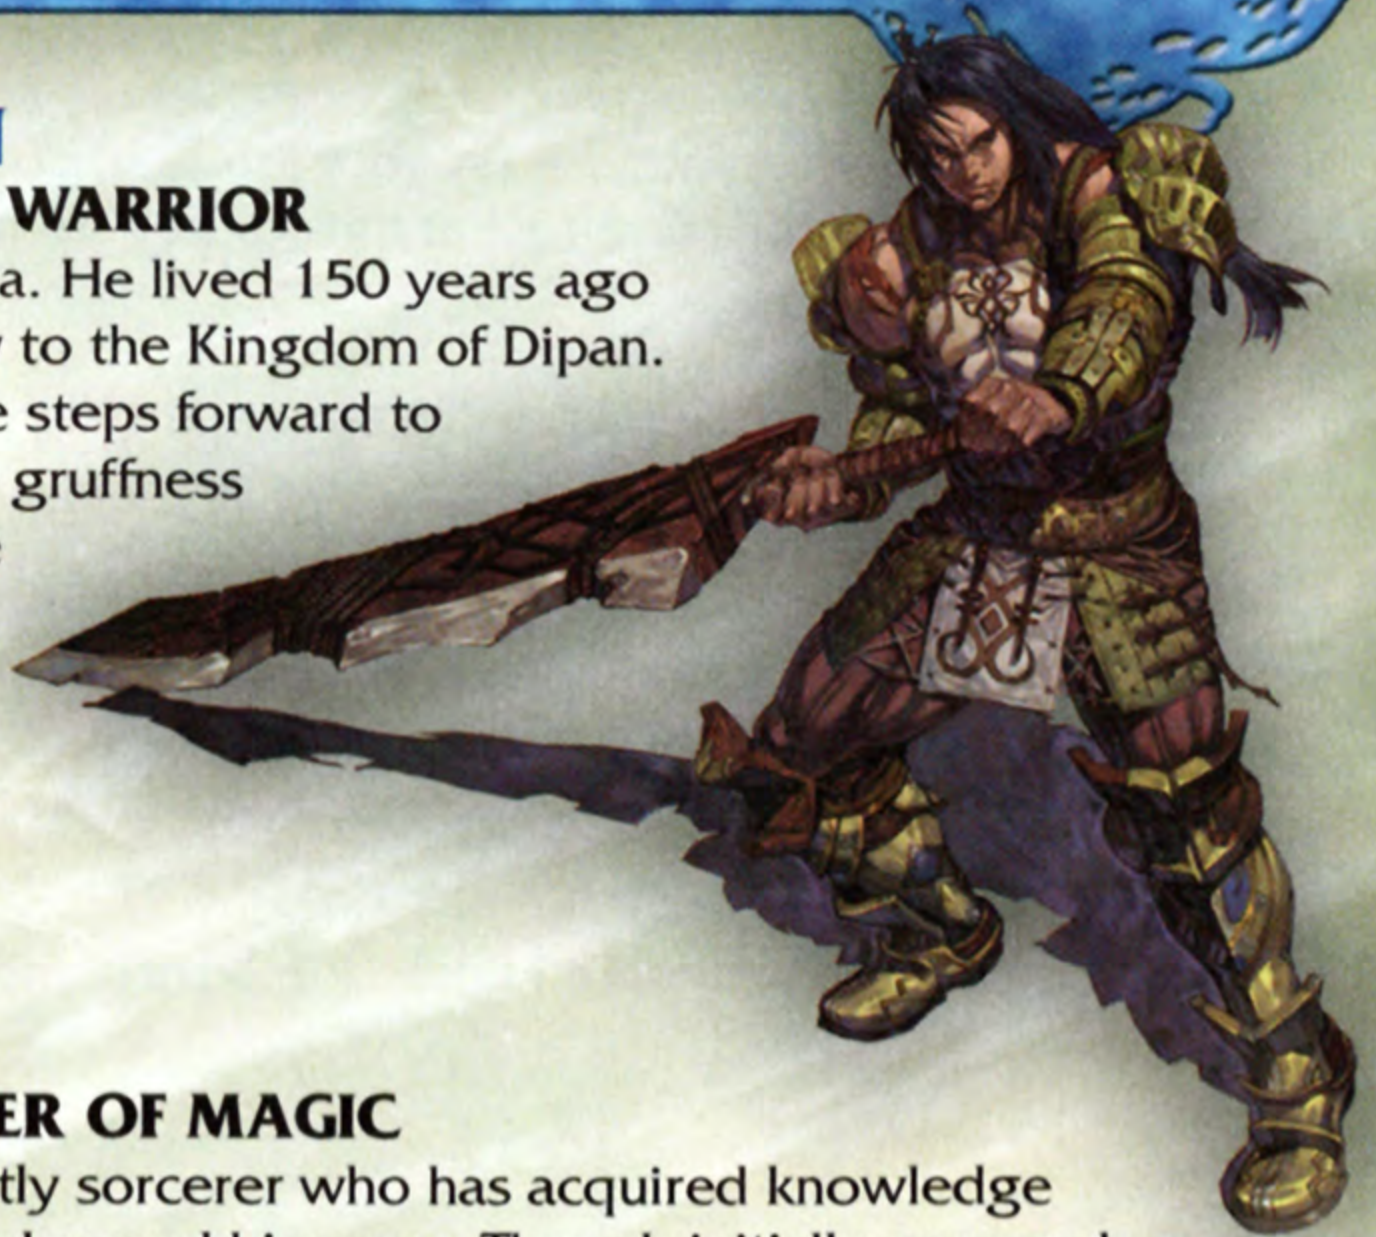 WARRIOR
a. He lived 150 years ago
to the Kingdom of Dipan.
steps forward to
gruffness
ER OF MAGIC
tly sorcerer who has acquired knowledge